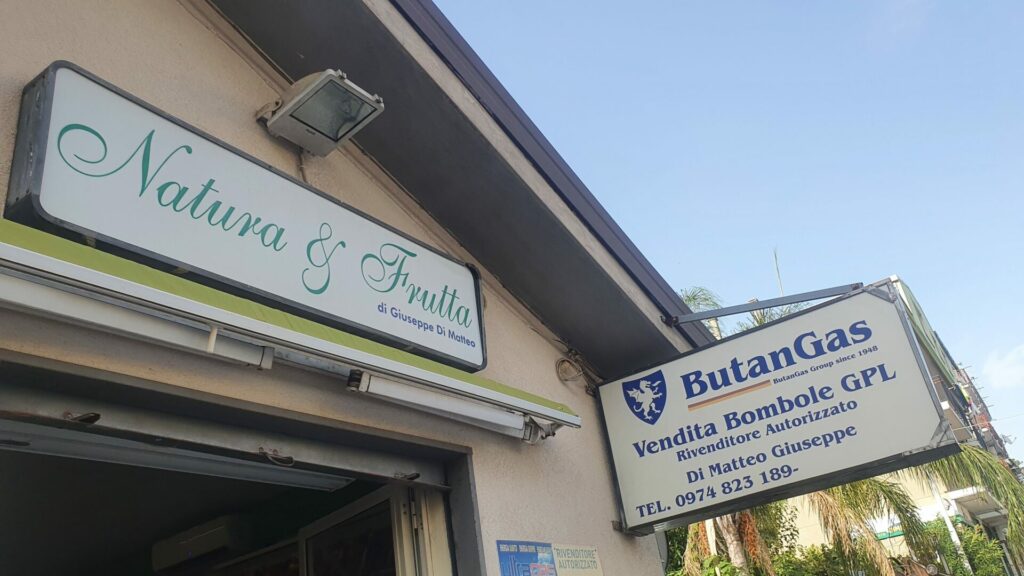 Natura & Frutta
di Giuseppe Di Matteo
ButanGas
ButanGas Group since 1948
Vendita Bombole GPL
Rivenditore Autorizzato
Di Matteo Giuseppe
TEL. 0974 823 189-
"RIVENDITORE
AUTORIZZATO